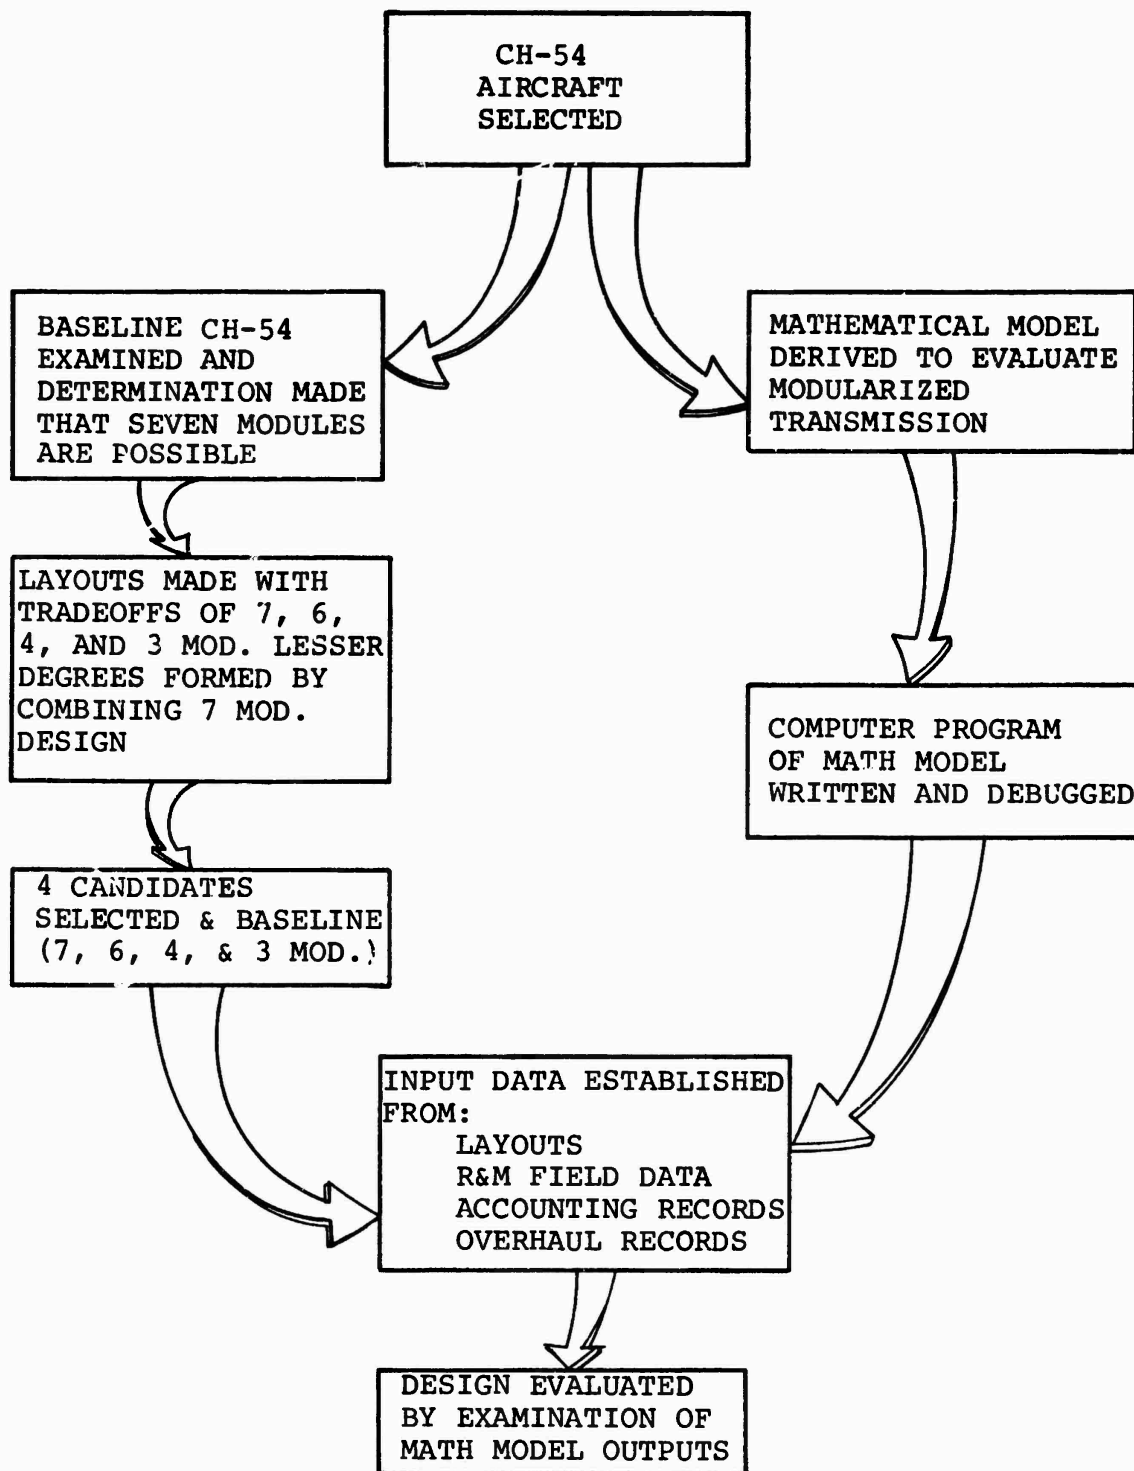 CH-54
AIRCRAFT
SELECTED
BASELINE CH-54
EXAMINED AND
DETERMINATION MADE
THAT SEVEN MODULES
ARE POSSIBLE
MATHEMATICAL MODEL
DERIVED TO EVALUATE
MODULARIZED
TRANSMISSION
LAYOUTS MADE WITH
TRADEOFFS OF 7, 6,
4, AND 3 MOD. LESSER
DEGREES FORMED BY
COMBINING 7 MOD.
DESIGN
COMPUTER PROGRAM
OF MATH MODEL
WRITTEN AND DEBUGGED
4 CANDIDATES
SELECTED & BASELINE
(7, 6, 4, & 3 MOD.)
INPUT DATA ESTABLISHED
FROM:
LAYOUTS
R&M FIELD DATA
ACCOUNTING RECORDS
OVERHAUL RECORDS
DESIGN EVALUATED
BY EXAMINATION OF
MATH MODEL OUTPUTS